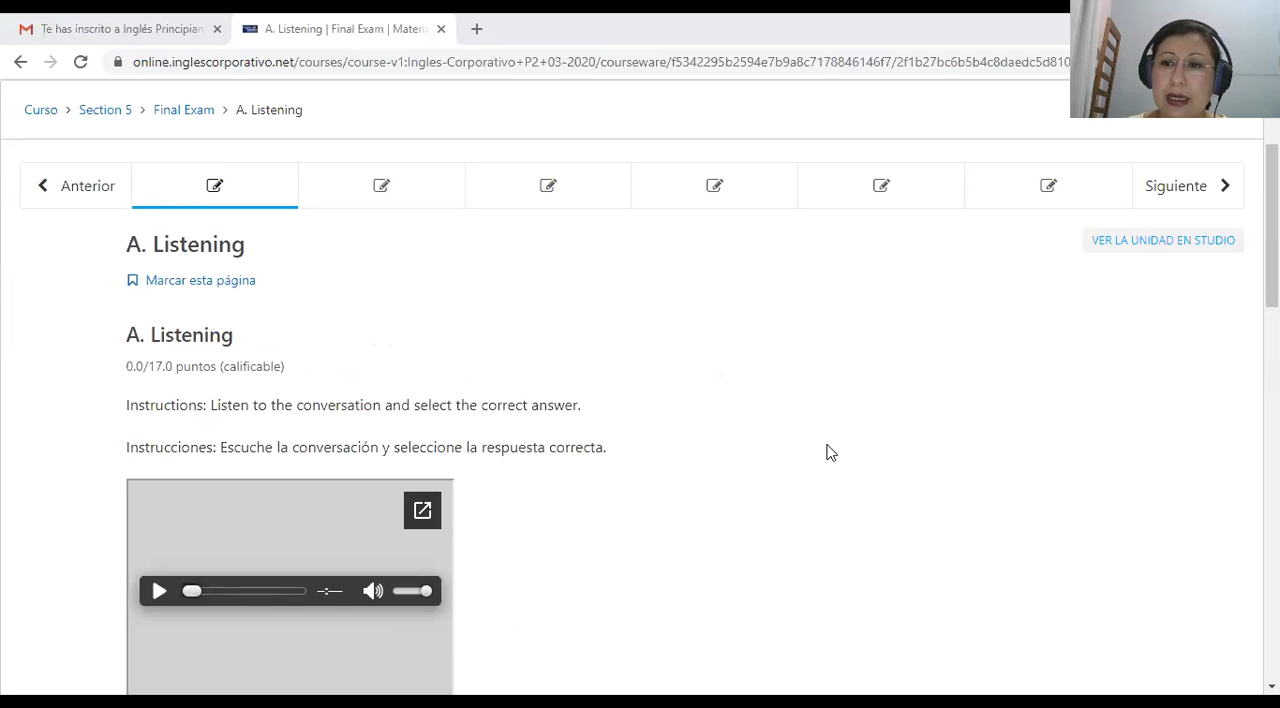 Te has inscrito a Inglés Principian
A. Listening | Final Exam | Materi
online.inglescorporativo.net/courses/course-v1:Ingles-Corporativo+P2+03-2020/courseware/f5342295b2594e7b9a8c7178846146f7/2f1b27bc6b5b4c8daedc5d810
Curso > Section 5 > Final Exam > A. Listening
Anterior
Siguiente
A. Listening
VER LA UNIDAD EN STUDIO
Marcar esta página
A. Listening
0.0/17.0 puntos (calificable)
Instructions: Listen to the conversation and select the correct answer.
Instrucciones: Escuche la conversación y seleccione la respuesta correcta.
-:--